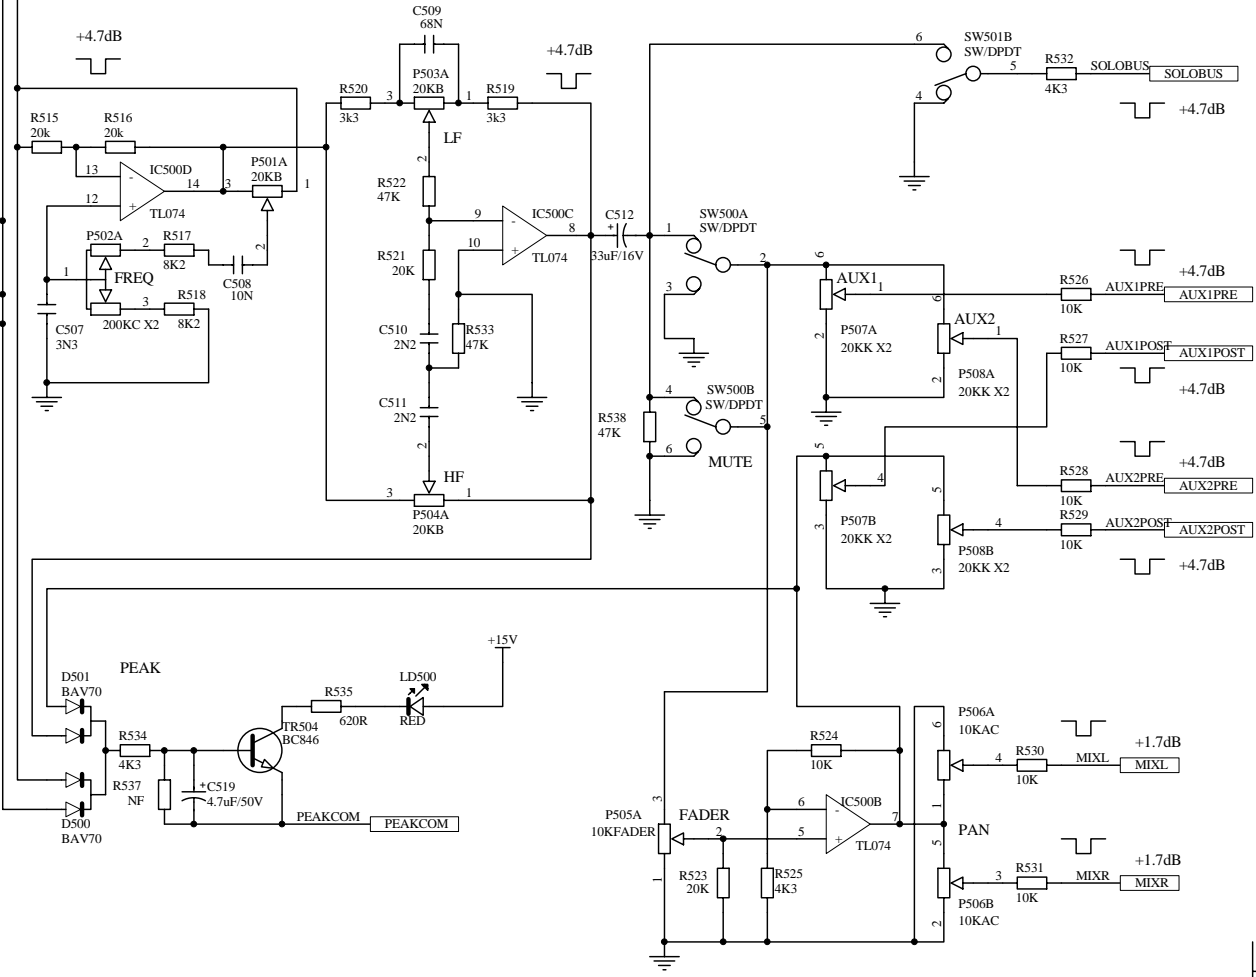 C509
68N
SW501B
SW/DPDT
6
5
4
R532
4K3
SOLOBUS
SOLOBUS
+4.7dB
+4.7dB
+4.7dB
R520
3k3
3
P503A
20KB
1
R519
3k3
LF
2
R515
20k
R516
20k
13
12
-
+
IC500D
14
TL074
P501A
20KB
3
1
2
P502A
2
R517
8K2
1
FREQ
C508
10N
3
R518
8K2
200KC X2
C507
3N3
R522
47K
9
10
-
+
IC500C
8
TL074
C512
+
33uF/16V
R521
20K
C510
2N2
R533
47K
C511
2N2
2
HF
3
1
P504A
20KB
SW500A
SW/DPDT
1
2
3
SW500B
SW/DPDT
4
5
6
MUTE
R538
47K
6
AUX1
1
P507A
20KK X2
2
6
AUX2
1
P508A
20KK X2
2
R526
10K
AUX1PRE
AUX1PRE
+4.7dB
R527
10K
AUX1POST
AUX1POST
+4.7dB
5
4
P507B
20KK X2
3
5
4
P508B
20KK X2
3
R528
10K
AUX2PRE
AUX2PRE
+4.7dB
R529
10K
AUX2POST
AUX2POST
+4.7dB
PEAK
D501
BAV70
R534
4K3
R537
NF
+
C519
4.7uF/50V
D500
BAV70
TR504
BC846
R535
620R
LD500
RED
+15V
PEAKCOM
PEAKCOM
3
P505A
10KFADER
FADER
2
1
R523
20K
R525
4K3
R524
10K
6
5
-
+
IC500B
7
TL074
P506A
10KAC
6
4
1
R530
10K
MIXL
MIXL
+1.7dB
PAN
5
3
P506B
10KAC
2
R531
10K
MIXR
MIXR
+1.7dB